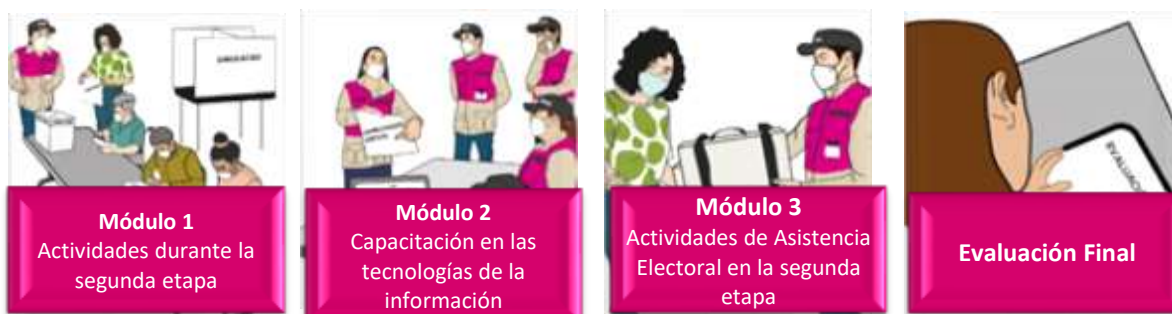 SIMULACRO
Módulo 1
Actividades durante la
segunda etapa
Módulo 2
Capacitación en las
tecnologías de la
información
Módulo 3
Actividades de Asistencia
Electoral en la segunda
etapa
Evaluación Final